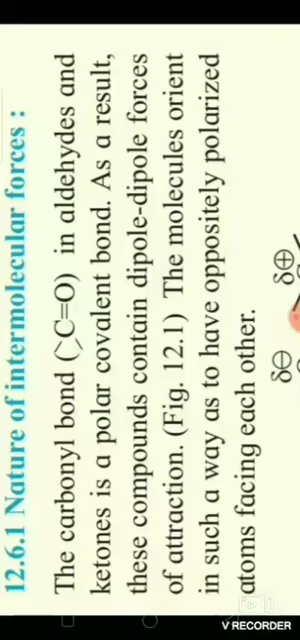 12.6.1 Nature of intermolecular forces :
The carbonyl bond (>C=O) in aldehydes and
ketones is a polar covalent bond. As a result,
these compounds contain dipole-dipole forces
of attraction. (Fig. 12.1) The molecules orient
in such a way as to have oppositely polarized
atoms facing each other.
δ⊖ δ⊕
V RECORDER